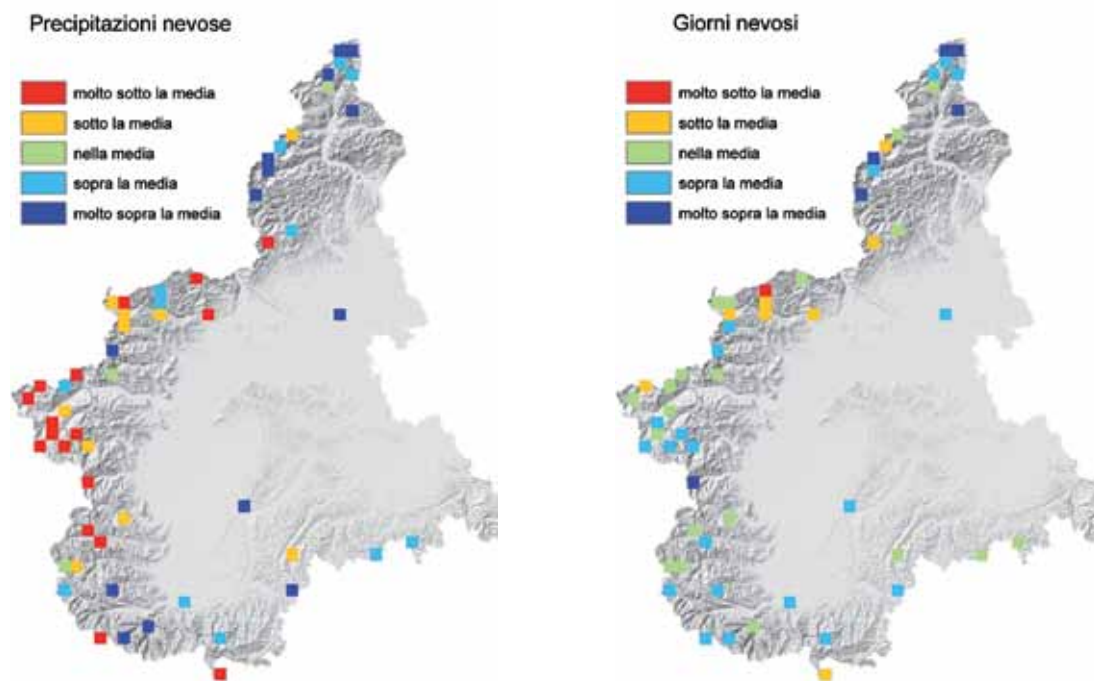 Precipitazioni nevose
molto sotto la media
sotto la media
nella media
sopra la media
molto sopra la media
Giorni nevosi
molto sotto la media
sotto la media
nella media
sopra la media
molto sopra la media